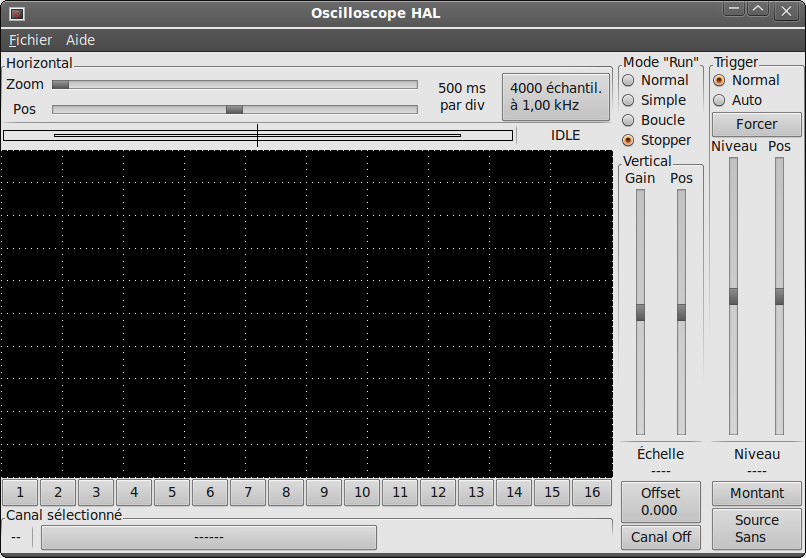 Oscilloscope HAL
Fichier Aide
Horizontal
Zoom
Pos
500 ms
par div
4000 échantil.
à 1,00 kHz
IDLE
Mode "Run"
Normal
Simple
Boucle
Stopper
Trigger
Normal
Auto
Forcer
Niveau Pos
Vertical
Gain Pos
Échelle
----
Niveau
----
1 2 3 4 5 6 7 8 9 10 11 12 13 14 15 16
Offset
0.000
Canal Off
Montant
Source
Sans
Canal sélectionné
-- ------